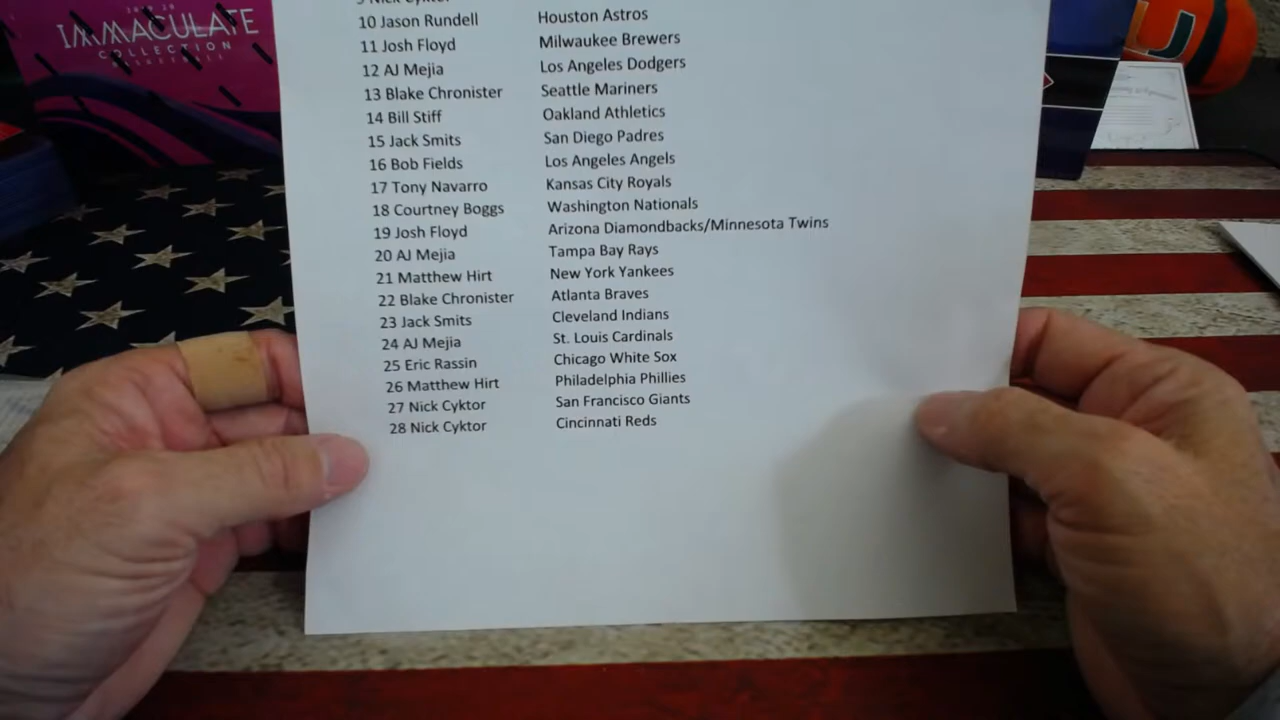 IMMACULATE
COLLECTION
10 Jason Rundell Houston Astros
11 Josh Floyd Milwaukee Brewers
12 AJ Mejia Los Angeles Dodgers
13 Blake Chronister Seattle Mariners
14 Bill Stiff Oakland Athletics
15 Jack Smits San Diego Padres
16 Bob Fields Los Angeles Angels
17 Tony Navarro Kansas City Royals
18 Courtney Boggs Washington Nationals
19 Josh Floyd Arizona Diamondbacks/Minnesota Twins
20 AJ Mejia Tampa Bay Rays
21 Matthew Hirt New York Yankees
22 Blake Chronister Atlanta Braves
23 Jack Smits Cleveland Indians
24 AJ Mejia St. Louis Cardinals
25 Eric Rassin Chicago White Sox
26 Matthew Hirt Philadelphia Phillies
27 Nick Cyktor San Francisco Giants
28 Nick Cyktor Cincinnati Reds